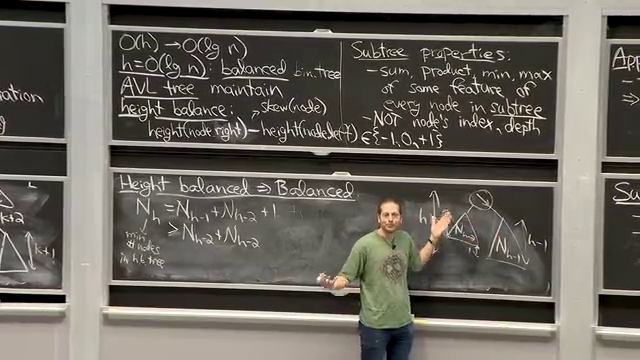 O(h) → O(lg n)
h = O(lg n): balanced bin. tree
AVL tree maintain
height balance: skew(node)
height(node.right) - height(node.left) ∈ {-1,0,+1}
Subtree properties:
- sum, product, min, max
of some feature of
every node in subtree
- NOT node's index, depth
Height balanced ⇒ Balanced
N_h = N_{h-1} + N_{h-2} + 1
≥ N_{h-2} + N_{h-2}
min
# nodes
in h.b. tree
h
N_{h-2}
N_{h-1}
h-1
k+2
k+1